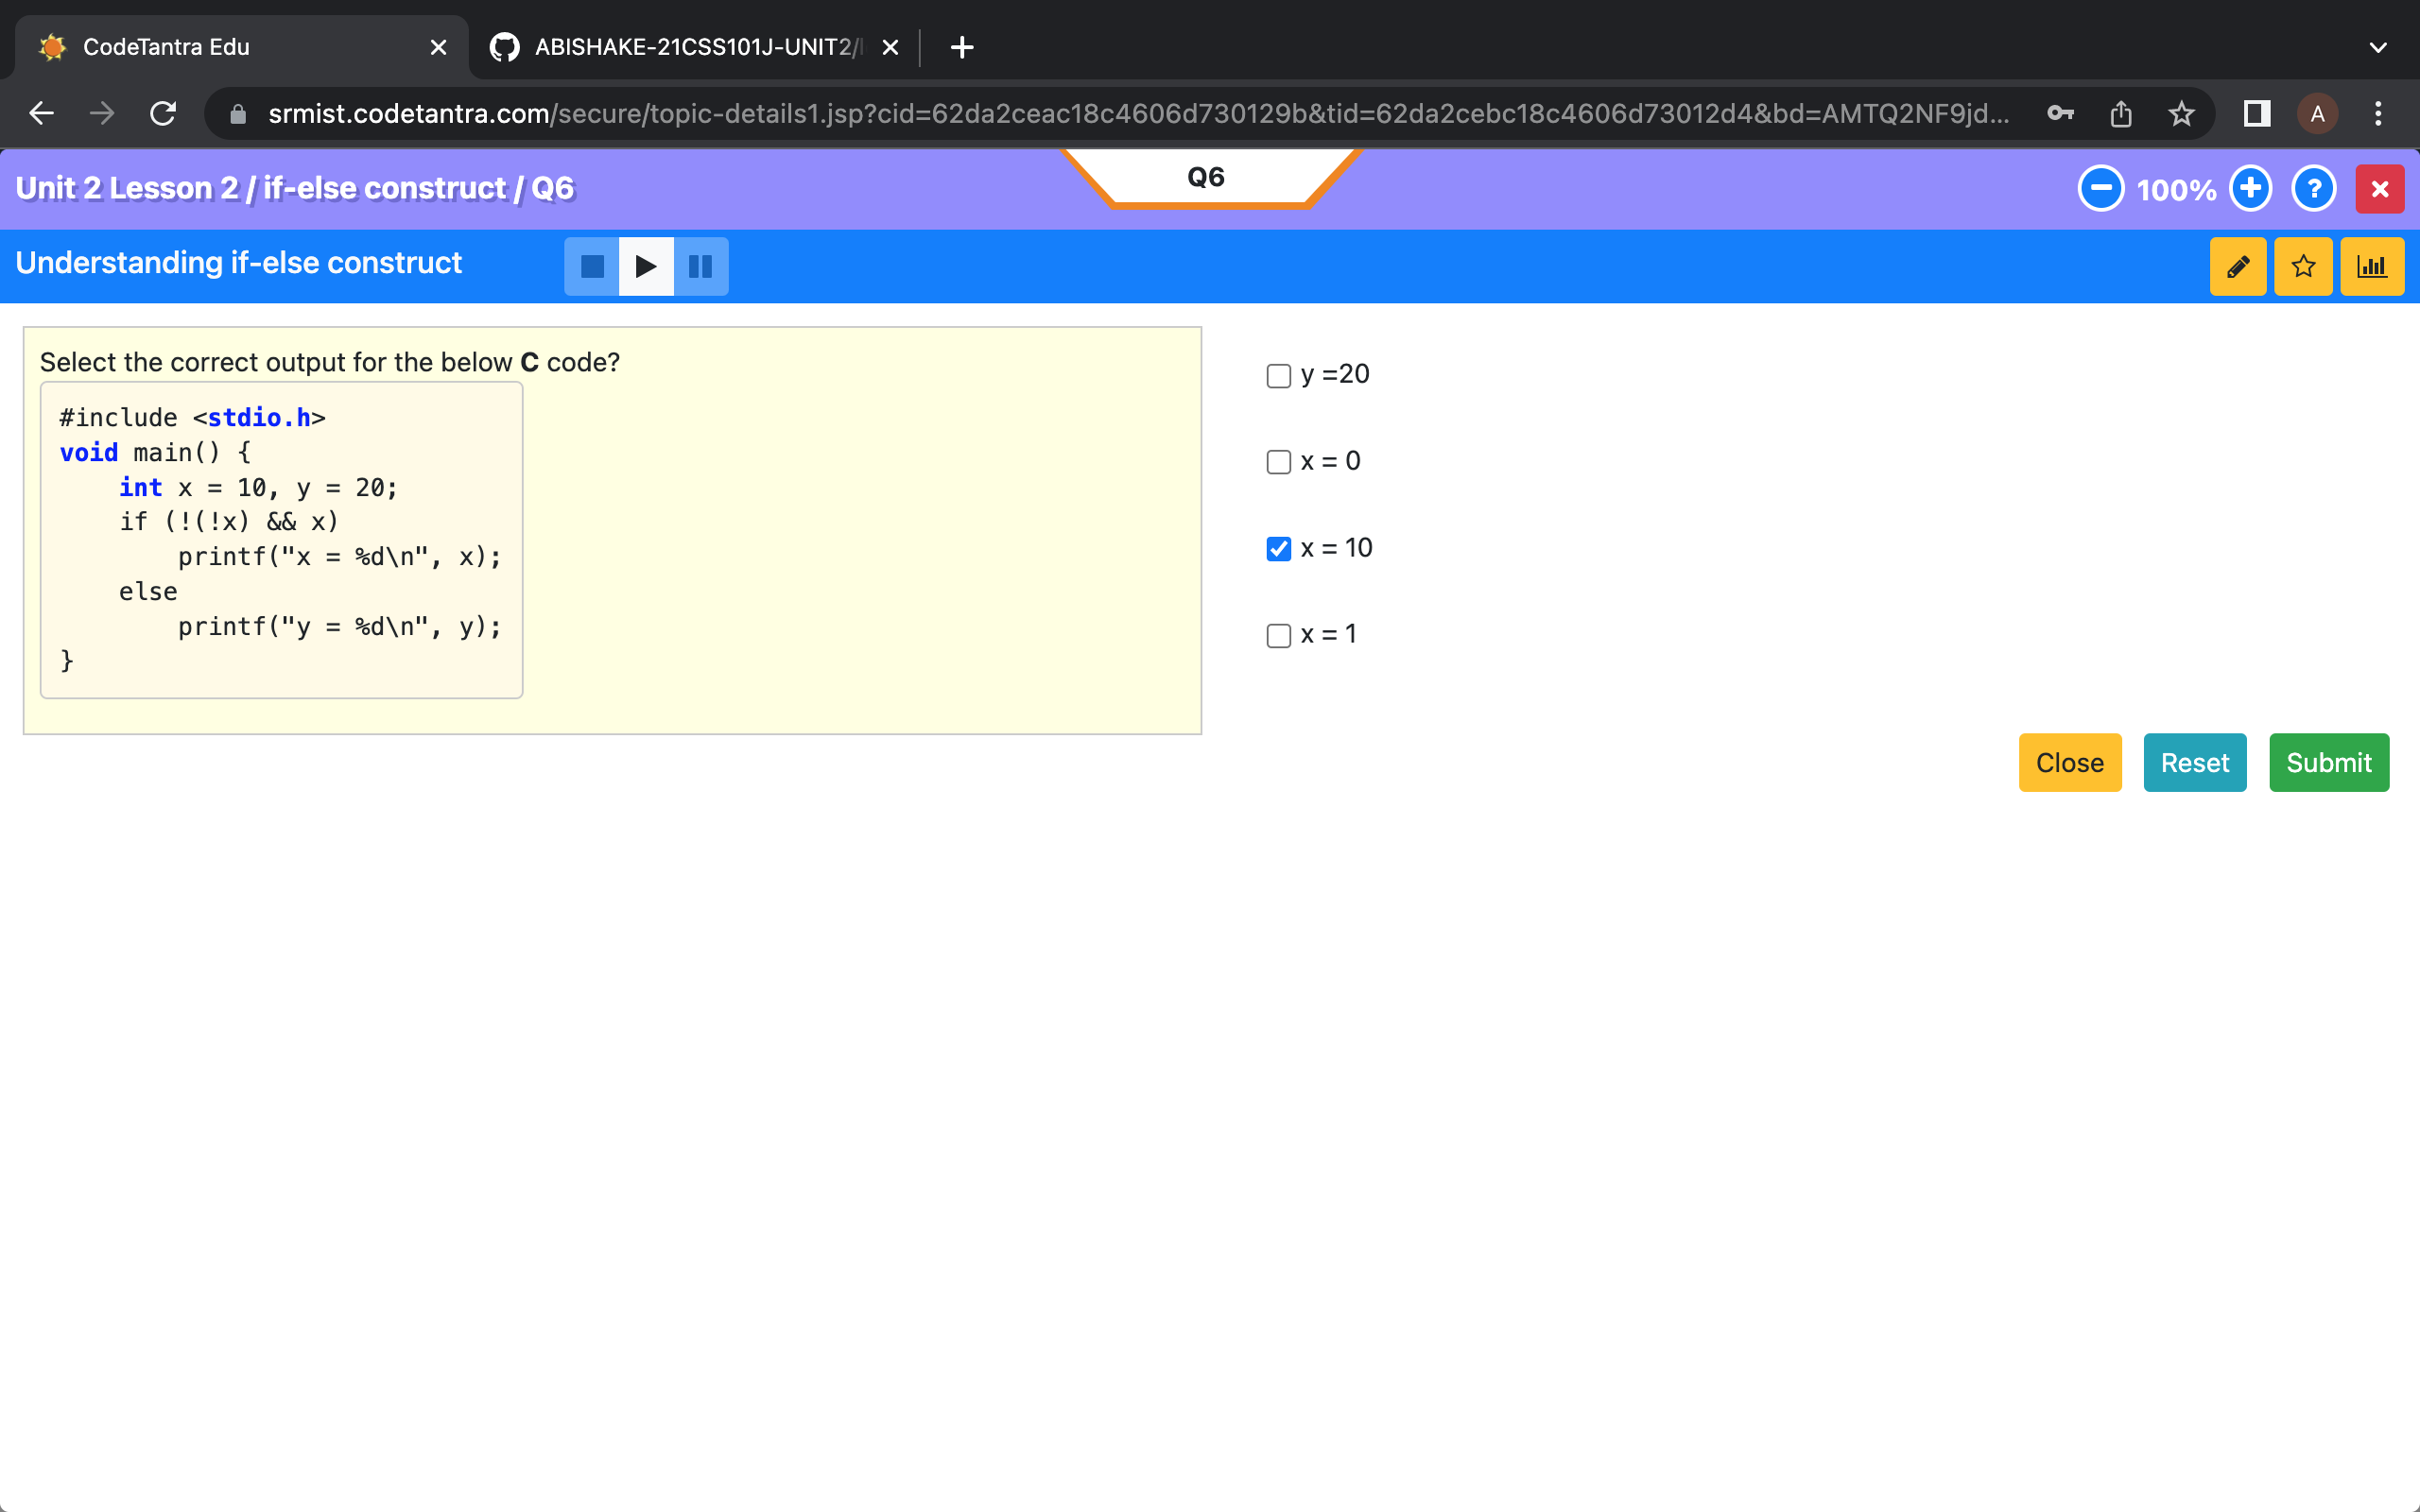 CodeTantra Edu
ABISHAKE-21CSS101J-UNIT2/
srmist.codetantra.com/secure/topic-details1.jsp?cid=62da2ceac18c4606d730129b&tid=62da2cebc18c4606d73012d4&bd=AMTQ2NF9jd...
A
Unit 2 Lesson 2 / if-else construct / Q6
Q6
100%
?
Understanding if-else construct
Select the correct output for the below C code?
#include <stdio.h>
void main() {
    int x = 10, y = 20;
    if (!(!x) && x)
        printf("x = %d\n", x);
    else
        printf("y = %d\n", y);
}
y =20
x = 0
x = 10
x = 1
Close
Reset
Submit